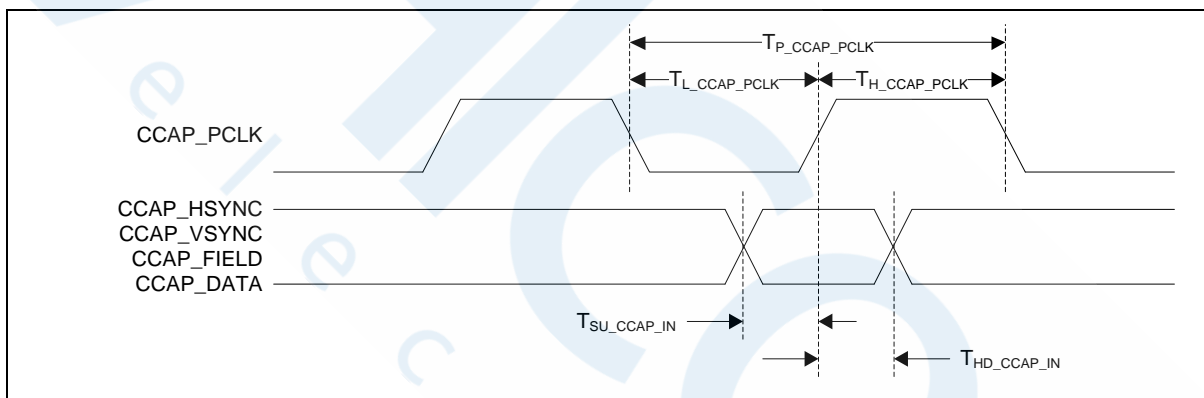 TP_CCAP_PCLK
TL_CCAP_PCLK TH_CCAP_PCLK
CCAP_PCLK
CCAP_HSYNC
CCAP_VSYNC
CCAP_FIELD
CCAP_DATA
TSU_CCAP_IN
THD_CCAP_IN
e l e c